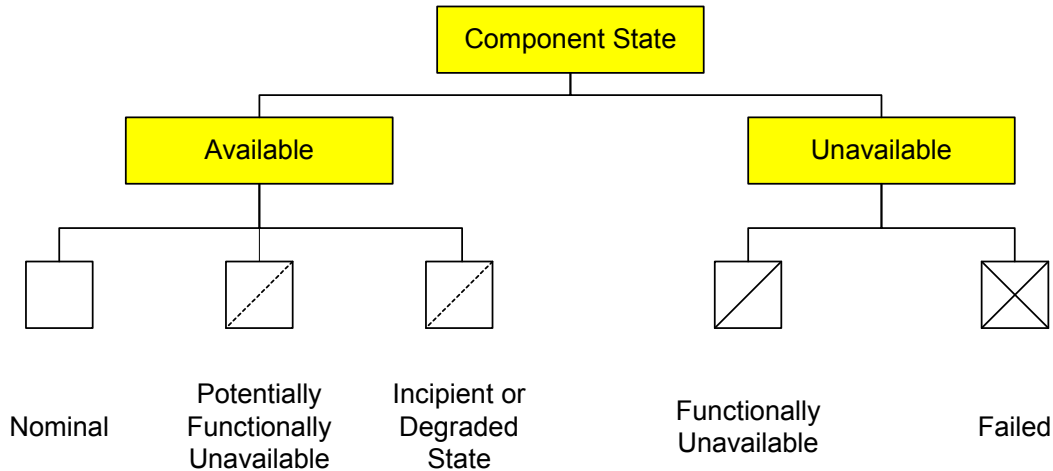 Component State
Available
Unavailable
Nominal
Potentially
Functionally
Unavailable
Incipient or
Degraded
State
Functionally
Unavailable
Failed